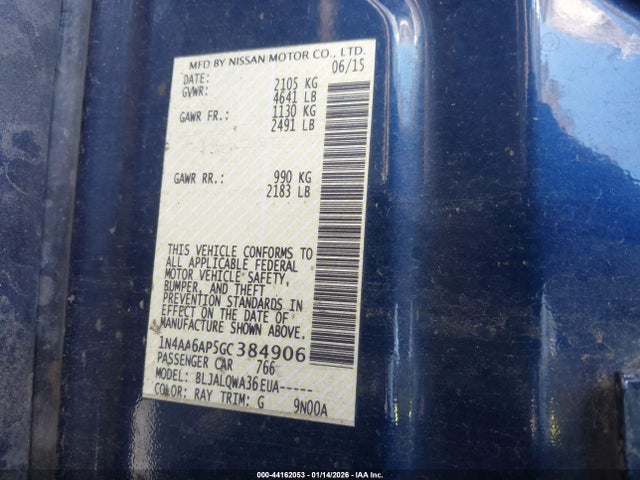 MFD BY NISSAN MOTOR CO., LTD.
DATE: 06/15
GVWR: 2105 KG
4641 LB
GAWR FR.: 1130 KG
2491 LB
GAWR RR.: 990 KG
2183 LB
THIS VEHICLE CONFORMS TO
ALL APPLICABLE FEDERAL
MOTOR VEHICLE SAFETY,
BUMPER, AND THEFT
PREVENTION STANDARDS IN
EFFECT ON THE DATE OF
MANUFACTURE SHOWN ABOVE.
1N4AA6AP5GC384906
PASSENGER CAR 766
MODEL: BLJALQWA36EUA-----
COLOR: RAY TRIM: G 9N00A
000-44162053 - 01/14/2026 - IAA Inc.